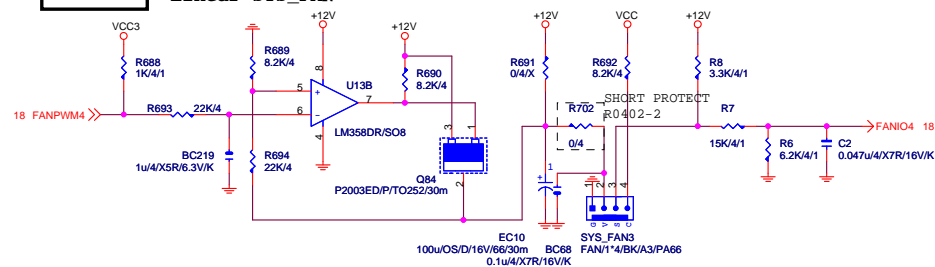 VCC3
+12V
+12V
+12V
VCC
+12V
R688
1K/4/1
R689
8.2K/4
8
U13B
5
+
6
-
7
4
LM358DR/SO8
R690
8.2K/4
R691
0/4/X
R692
8.2K/4
R8
3.3K/4/1
SHORT PROTECT
R0402-2
R702
0/4
18 FANPWM4
R693 22K/4
BC219
1u/4/X5R/6.3V/K
R694
22K/4
3
1
2
Q84
P2003ED/P/TO252/30m
R7
15K/4/1
R6
6.2K/4/1
C2
0.047u/4/X7R/16V/K
FANIO4 18
1
EC10
100u/OS/D/16V/66/30m
BC68
0.1u/4/X7R/16V/K
1
2
3
4
G
V
S
C
SYS_FAN3
FAN/1*4/BK/A3/PA66